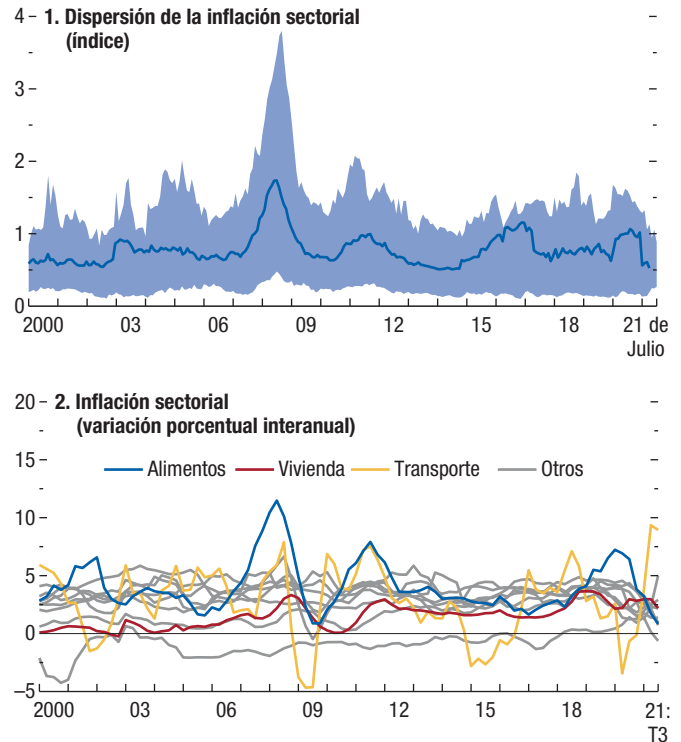 1. Dispersión de la inflación sectorial
(índice)
4
3
2
1
0
2000 03 06 09 12 15 18 21 de
Julio
2. Inflación sectorial
(variación porcentual interanual)
20
15
Alimentos Vivienda Transporte Otros
10
5
0
–5
2000 03 06 09 12 15 18 21:
T3